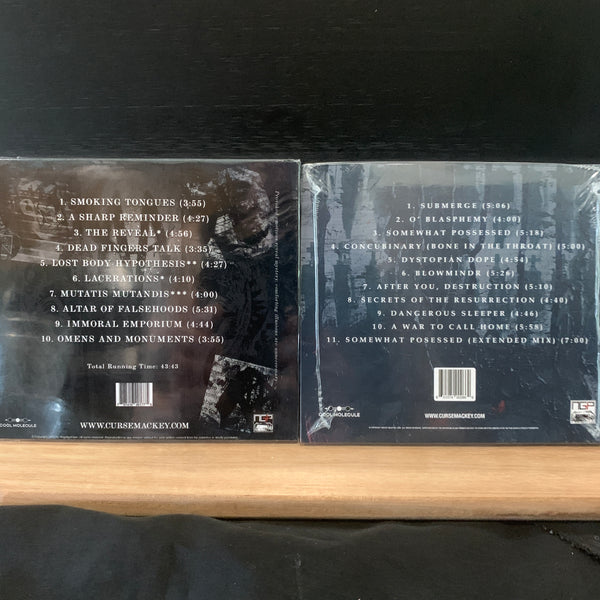 1. SMOKING TONGUES (3:55)
2. A SHARP REMINDER (4:27)
3. THE REVEAL* (4:56)
4. DEAD FINGERS TALK (3:35)
5. LOST BODY HYPOTHESIS** (4:27)
6. LACERATIONS* (4:10)
7. MUTATIS MUTANDIS*** (4:00)
8. ALTAR OF FALSEHOODS (5:31)
9. IMMORAL EMPORIUM (4:44)
10. OMENS AND MONUMENTS (3:55)
Total Running Time: 43:43
COOL MOLECULE
WWW.CURSEMACKEY.COM
1. SUBMERGE (5:06)
2. O' BLASPHEMY (4:00)
3. SOMEWHAT POSSESSED (5:18)
4. CONCUBINARY (BONE IN THE THROAT) (5:00)
5. DYSTOPIAN DOPE (4:54)
6. BLOWMINDR (5:26)
7. AFTER YOU, DESTRUCTION (5:10)
8. SECRETS OF THE RESURRECTION (4:40)
9. DANGEROUS SLEEPER (4:46)
10. A WAR TO CALL HOME (5:58)
11. SOMEWHAT POSESSED (EXTENDED MIX) (7:00)
COOL MOLECULE
WWW.CURSEMACKEY.COM